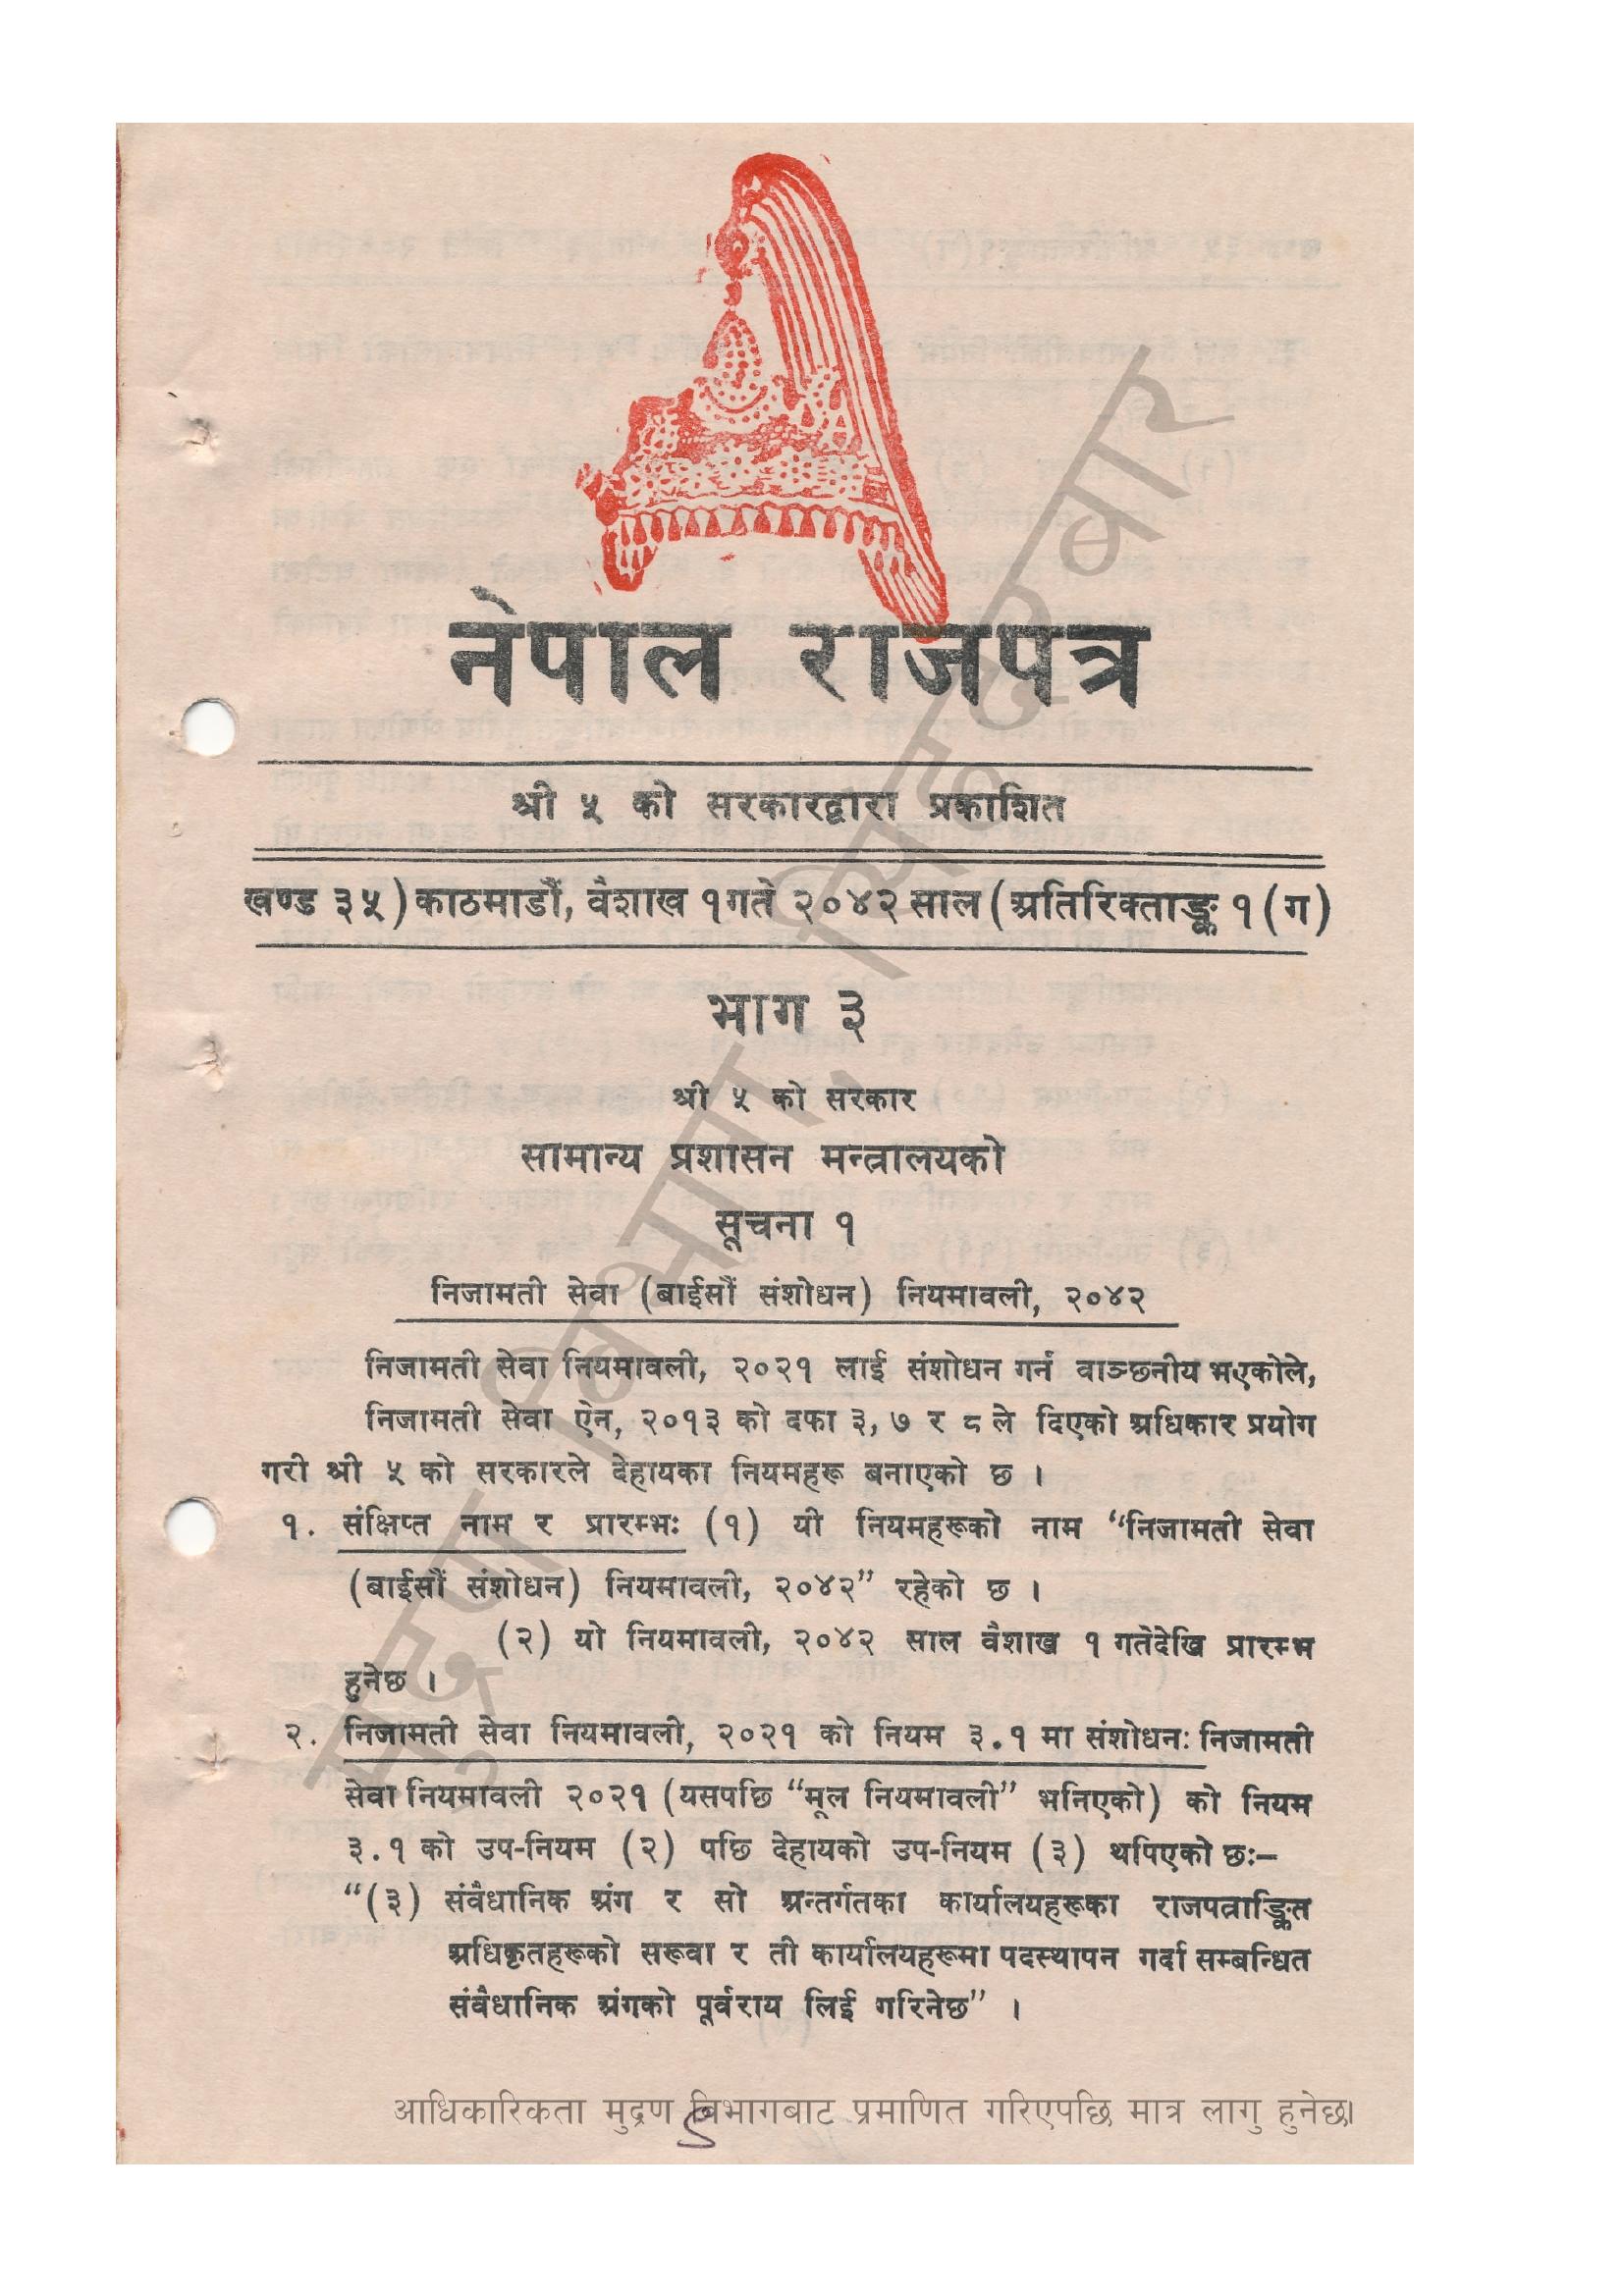 नेपाल राजपत्र
श्री ५ को सरकारद्वारा प्रकाशित
खण्ड ३५) काठमाडौं, वैशाख १गते २०४२ साल (अतिरिक्ताङ्क १(ग)
भाग ३
श्री ५ को सरकार
सामान्य प्रशासन मन्त्रालयको
सूचना १
निजामती सेवा (बाईसौं संशोधन) नियमावली, २०४२
निजामती सेवा नियमावली, २०२१ लाई संशोधन गर्न वाञ्छनीय भएकोले,
निजामती सेवा ऐन, २०१३ को दफा ३, ७ र ८ ले दिएको अधिकार प्रयोग
गरी श्री ५ को सरकारले देहायका नियमहरू बनाएको छ ।
१. संक्षिप्त नाम र प्रारम्भः (१) यी नियमहरूको नाम “निजामती सेवा
(बाईसौं संशोधन) नियमावली, २०४२” रहेको छ ।
(२) यो नियमावली, २०४२ साल वैशाख १ गतेदेखि प्रारम्भ
हुनेछ ।
२. निजामती सेवा नियमावली, २०२१ को नियम ३.१ मा संशोधनः निजामती
सेवा नियमावली २०२१ (यसपछि “मूल नियमावली” भनिएको) को नियम
३.१ को उप-नियम (२) पछि देहायको उप-नियम (३) थपिएको छः–
“(३) संवैधानिक अंग र सो अन्तर्गतका कार्यालयहरूका राजपत्राङ्कित
अधिकृतहरूको सरूवा र ती कार्यालयहरूमा पदस्थापन गर्दा सम्बन्धित
संवैधानिक अंगको पूर्वराय लिई गरिनेछ” ।
मुद्रण विभाग, सिंहदरवार
आधिकारिकता मुद्रण विभागबाट प्रमाणित गरिएपछि मात्र लागु हुनेछ।